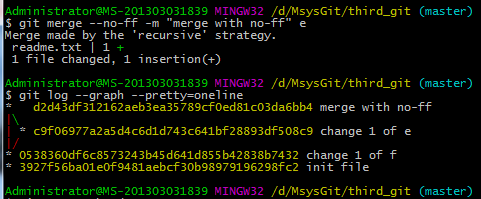 Administrator@MS-201303031839 MINGW32 /d/MsysGit/third_git (master)
$ git merge --no-ff -m "merge with no-ff" e
Merge made by the 'recursive' strategy.
 readme.txt | 1 +
 1 file changed, 1 insertion(+)
Administrator@MS-201303031839 MINGW32 /d/MsysGit/third_git (master)
$ git log --graph --pretty=oneline
*   d2d43df312162aeb3ea35789cf0ed81c03da6bb4 merge with no-ff
|\
| * c9f06977a2a5d4c6d1d743c641bf28893df508c9 change 1 of e
|/
* 0538360df6c8573243b45d641d855b42838b7432 change 1 of f
* 3927f56ba01e0f9481aebcf30b98979196298fc2 init file
Administrator@MS-201303031839 MINGW32 /d/MsysGit/third_git (master)